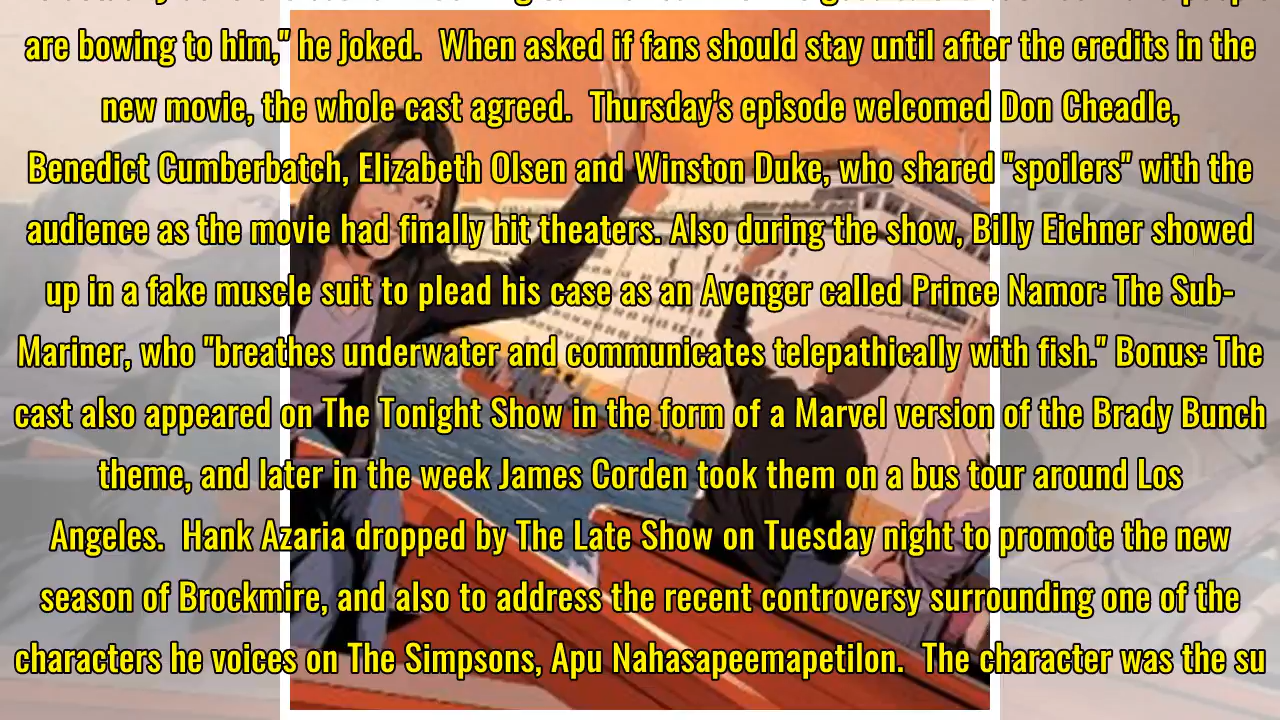 are bowing to him," he joked.  When asked if fans should stay until after the credits in the
new movie, the whole cast agreed.  Thursday's episode welcomed Don Cheadle,
Benedict Cumberbatch, Elizabeth Olsen and Winston Duke, who shared "spoilers" with the
audience as the movie had finally hit theaters. Also during the show, Billy Eichner showed
up in a fake muscle suit to plead his case as an Avenger called Prince Namor: The Sub-
Mariner, who "breathes underwater and communicates telepathically with fish." Bonus: The
cast also appeared on The Tonight Show in the form of a Marvel version of the Brady Bunch
theme, and later in the week James Corden took them on a bus tour around Los
Angeles.  Hank Azaria dropped by The Late Show on Tuesday night to promote the new
season of Brockmire, and also to address the recent controversy surrounding one of the
characters he voices on The Simpsons, Apu Nahasapeemapetilon.  The character was the su